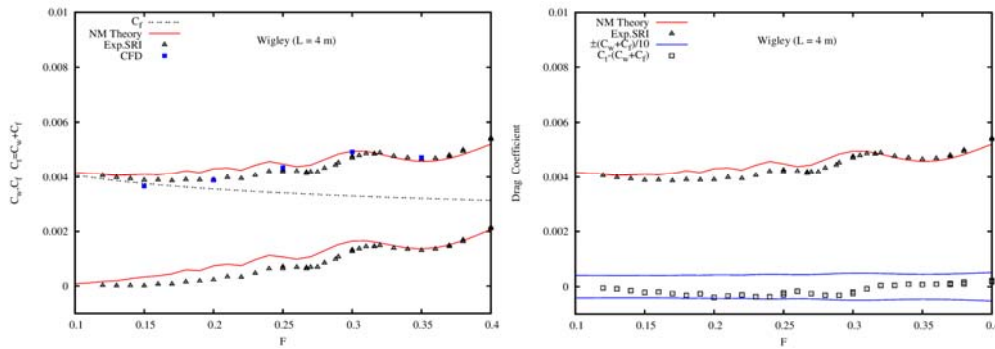 0.01
0.008
0.006
0.004
0.002
0
C_w,C_f C_t=C_w+C_f
C_f
NM Theory
Exp.SRI
CFD
Wigley (L = 4 m)
0.1 0.15 0.2 0.25 0.3 0.35 0.4
F
0.01
0.008
0.006
0.004
0.002
0
Drag Coefficient
NM Theory
Exp.SRI
±(C_w+C_f)/10
C_t-(C_w+C_f)
Wigley (L = 4 m)
0.1 0.15 0.2 0.25 0.3 0.35 0.4
F